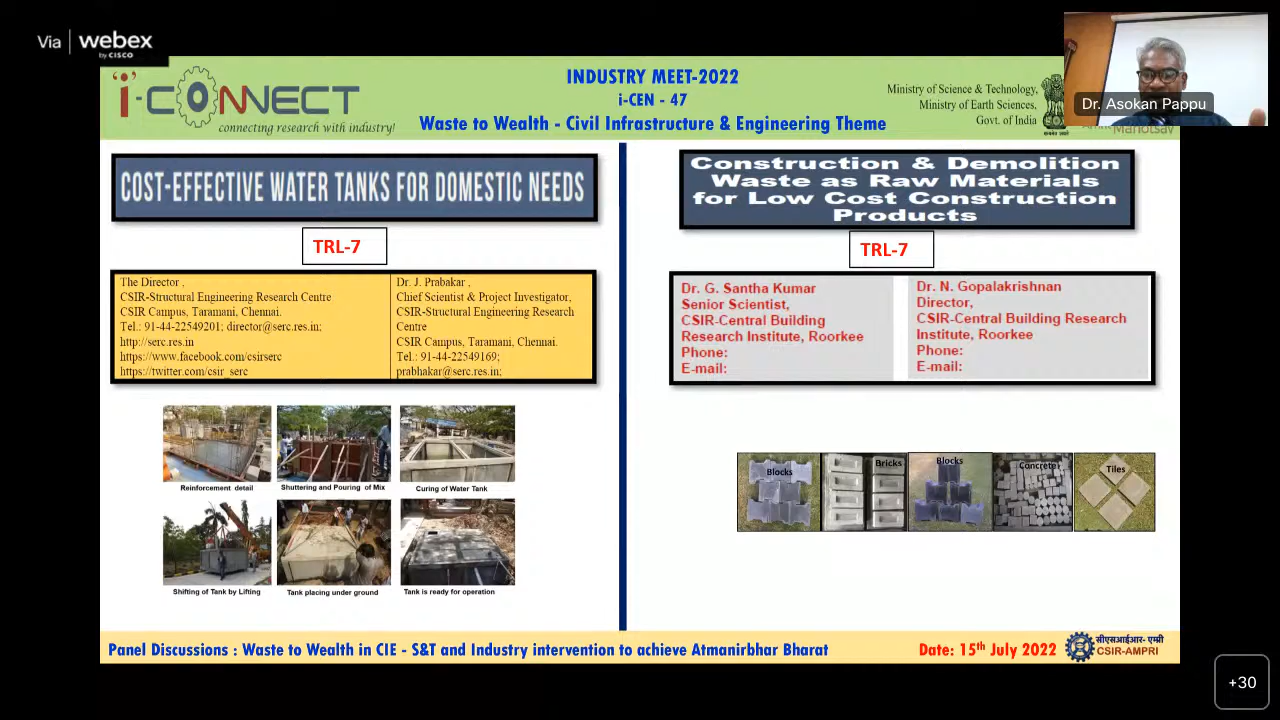 Via webex
by CISCO
i-CONNECT
connecting research with industry!
INDUSTRY MEET-2022
i-CEN - 47
Waste to Wealth - Civil Infrastructure & Engineering Theme
Ministry of Science & Technology,
Ministry of Earth Sciences,
Govt. of India
Dr. Asokan Pappu
Mahotsav
COST-EFFECTIVE WATER TANKS FOR DOMESTIC NEEDS
TRL-7
The Director ,
CSIR-Structural Engineering Research Centre
CSIR Campus, Taramani, Chennai.
Tel.: 91-44-22549201; director@serc.res.in;
http://serc.res.in
https://www.facebook.com/csirserc
https://twitter.com/csir_serc
Dr. J. Prabakar ,
Chief Scientist & Project Investigator,
CSIR-Structural Engineering Research
Centre
CSIR Campus, Taramani, Chennai.
Tel.: 91-44-22549169;
prabhakar@serc.res.in;
Reinforcement detail
Shuttering and Pouring of Mix
Curing of Water Tank
Shifting of Tank by Lifting
Tank placing under ground
Tank is ready for operation
Construction & Demolition
Waste as Raw Materials
for Low Cost Construction
Products
TRL-7
Dr. G. Santha Kumar
Senior Scientist,
CSIR-Central Building
Research Institute, Roorkee
Phone:
E-mail:
Dr. N. Gopalakrishnan
Director,
CSIR-Central Building Research
Institute, Roorkee
Phone:
E-mail:
Blocks
Bricks
Blocks
Concrete
Tiles
Panel Discussions : Waste to Wealth in CIE - S&T and Industry intervention to achieve Atmanirbhar Bharat
Date: 15th July 2022
सीएसआईआर- एम्प्री
CSIR-AMPRI
+30